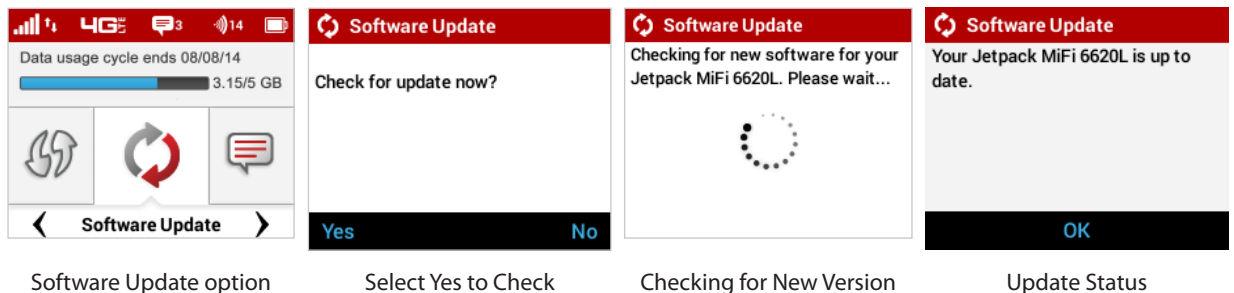 4G LTE 3 14
Data usage cycle ends 08/08/14
3.15/5 GB
Software Update
Software Update option
Software Update
Check for update now?
Yes No
Select Yes to Check
Software Update
Checking for new software for your
Jetpack MiFi 6620L. Please wait...
Checking for New Version
Software Update
Your Jetpack MiFi 6620L is up to
date.
OK
Update Status